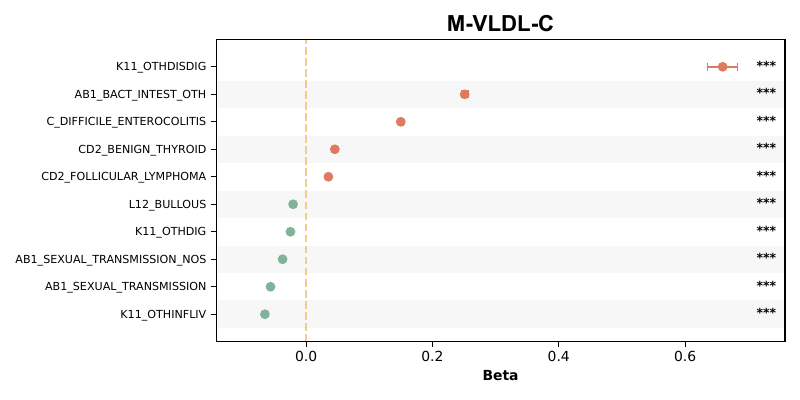 M-VLDL-C
K11_OTHDISDIG ***
AB1_BACT_INTEST_OTH ***
C_DIFFICILE_ENTEROCOLITIS ***
CD2_BENIGN_THYROID ***
CD2_FOLLICULAR_LYMPHOMA ***
L12_BULLOUS ***
K11_OTHDIG ***
AB1_SEXUAL_TRANSMISSION_NOS ***
AB1_SEXUAL_TRANSMISSION ***
K11_OTHINFLIV ***
0.0 0.2 0.4 0.6
Beta